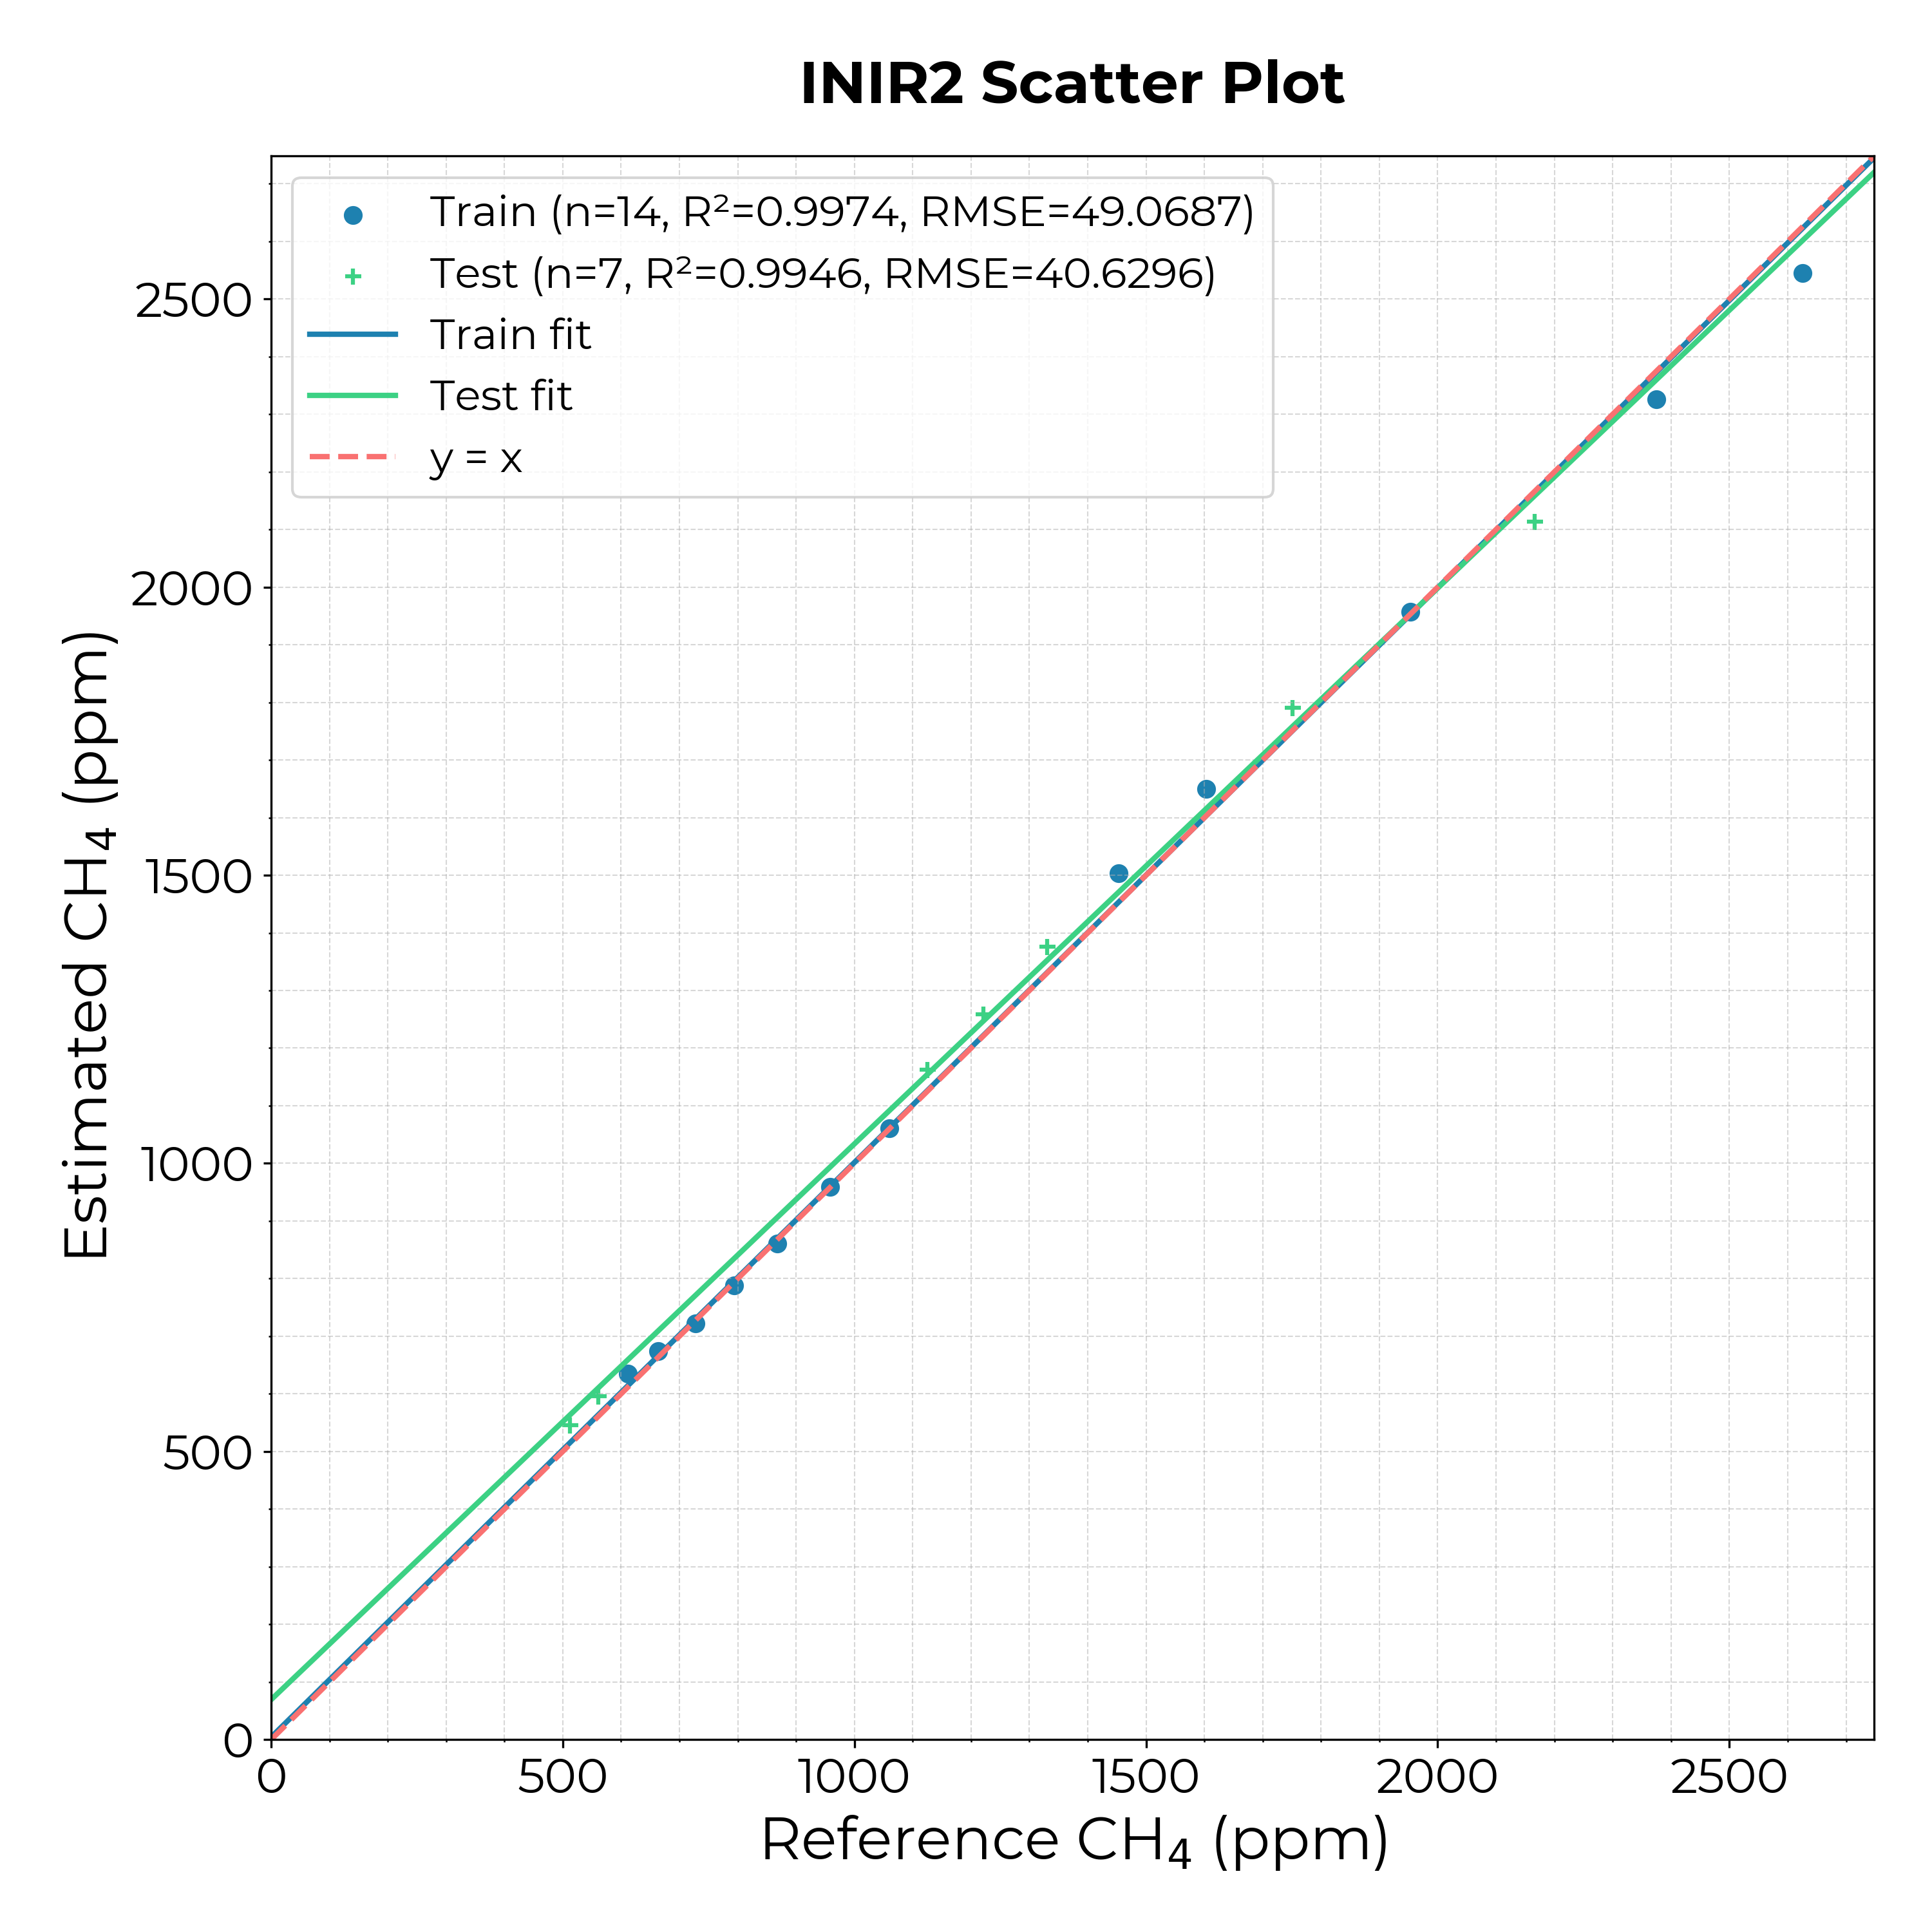 INIR2 Scatter Plot
Train (n=14, R²=0.9974, RMSE=49.0687)
Test (n=7, R²=0.9946, RMSE=40.6296)
Train fit
Test fit
y = x
Estimated CH₄ (ppm)
2500
2000
1500
1000
500
0
0 500 1000 1500 2000 2500
Reference CH₄ (ppm)